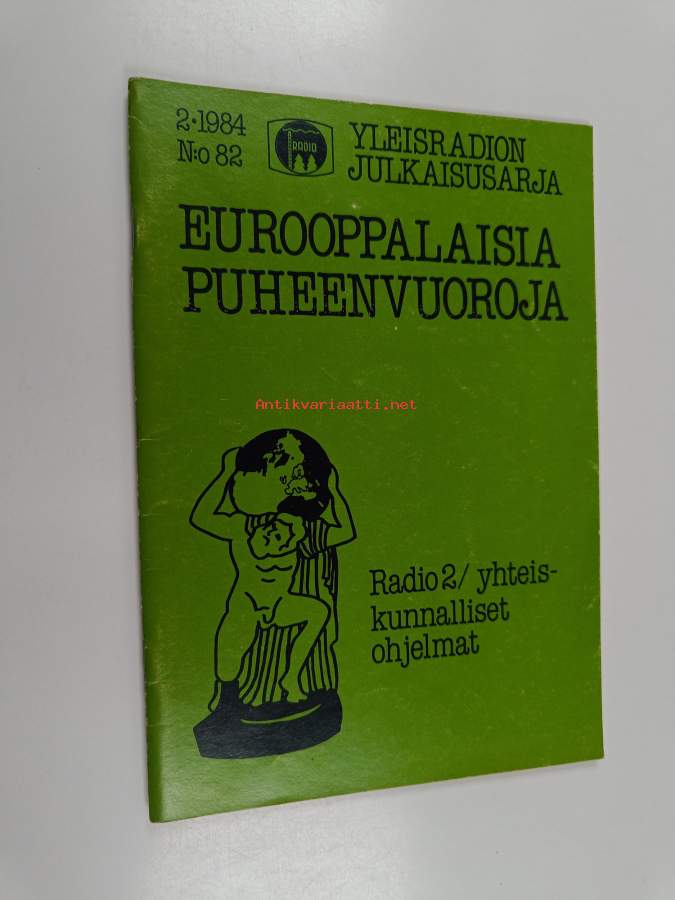 2·1984
N:o 82
RADIO
YLEISRADION
JULKAISUSARJA
EUROOPPALAISIA
PUHEENVUOROJA
Antikvariaatti.net
Radio 2/ yhteis-
kunnalliset
ohjelmat